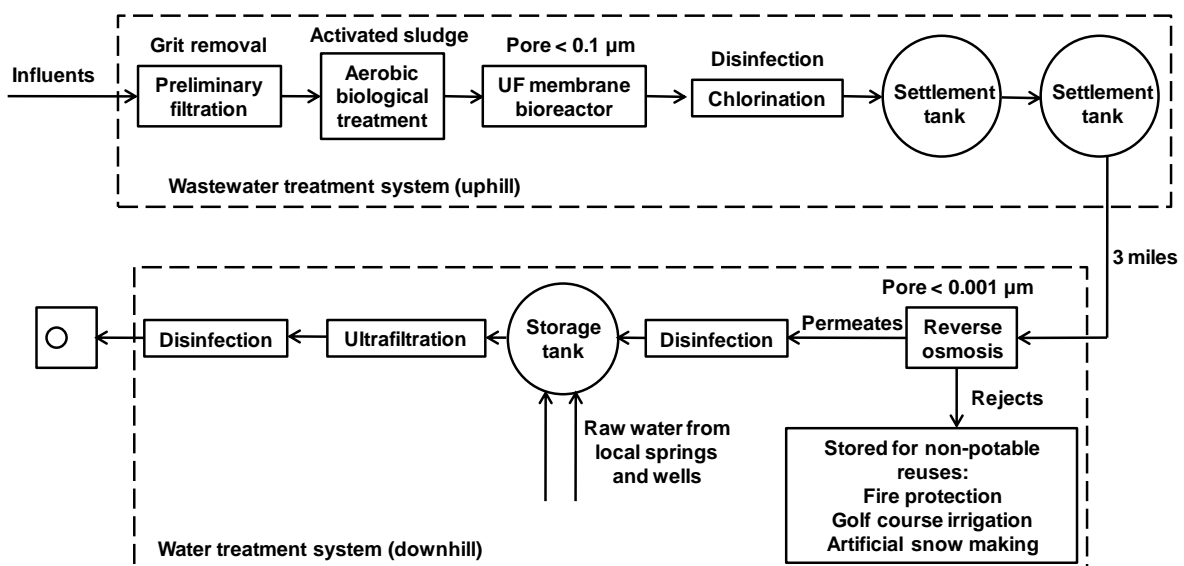 Influents
Grit removal
Preliminary
filtration
Activated sludge
Aerobic
biological
treatment
Pore < 0.1 µm
UF membrane
bioreactor
Disinfection
Chlorination
Settlement
tank
Settlement
tank
Wastewater treatment system (uphill)
3 miles
Pore < 0.001 µm
Reverse
osmosis
Permeates
Disinfection
Storage
tank
Ultrafiltration
Disinfection
Rejects
Raw water from
local springs
and wells
Stored for non-potable
reuses:
Fire protection
Golf course irrigation
Artificial snow making
Water treatment system (downhill)